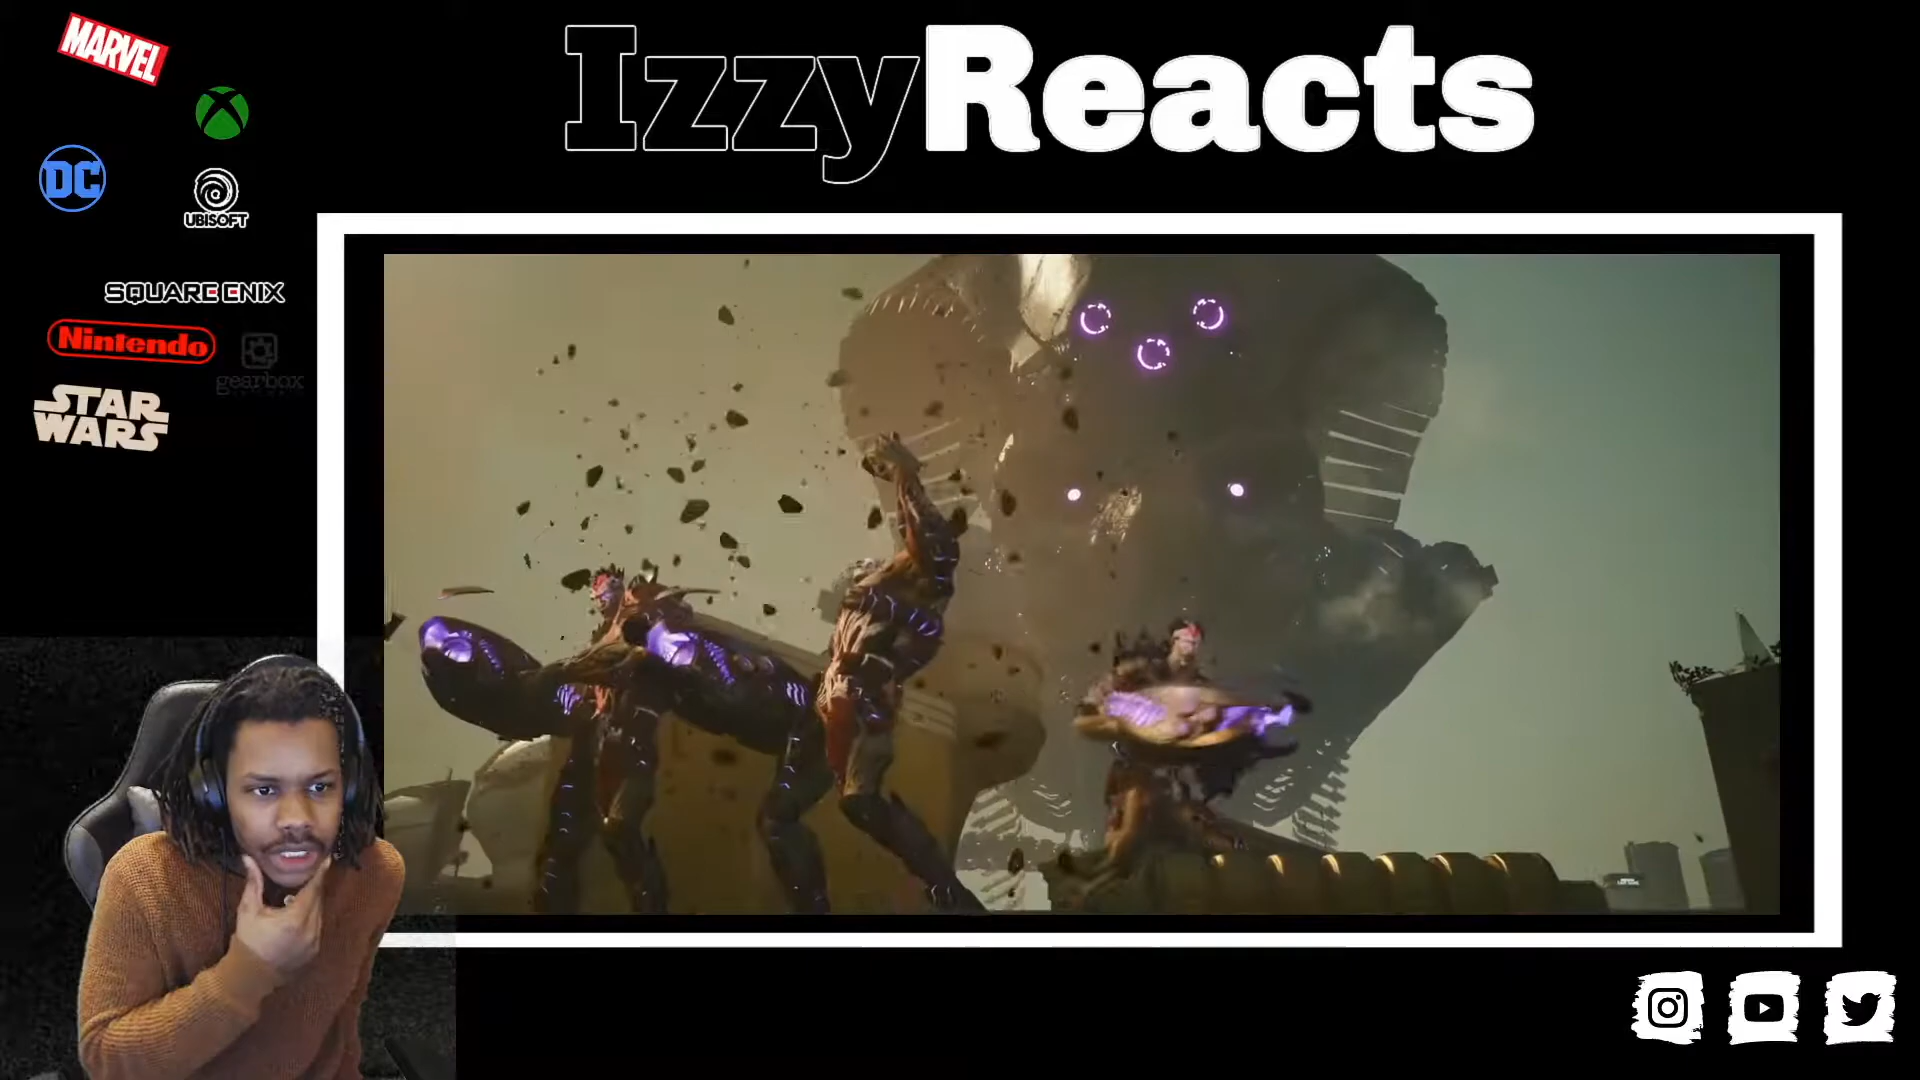 IzzyReacts
MARVEL
DC
UBISOFT
SQUARE ENIX
Nintendo
gearbox
STAR
WARS